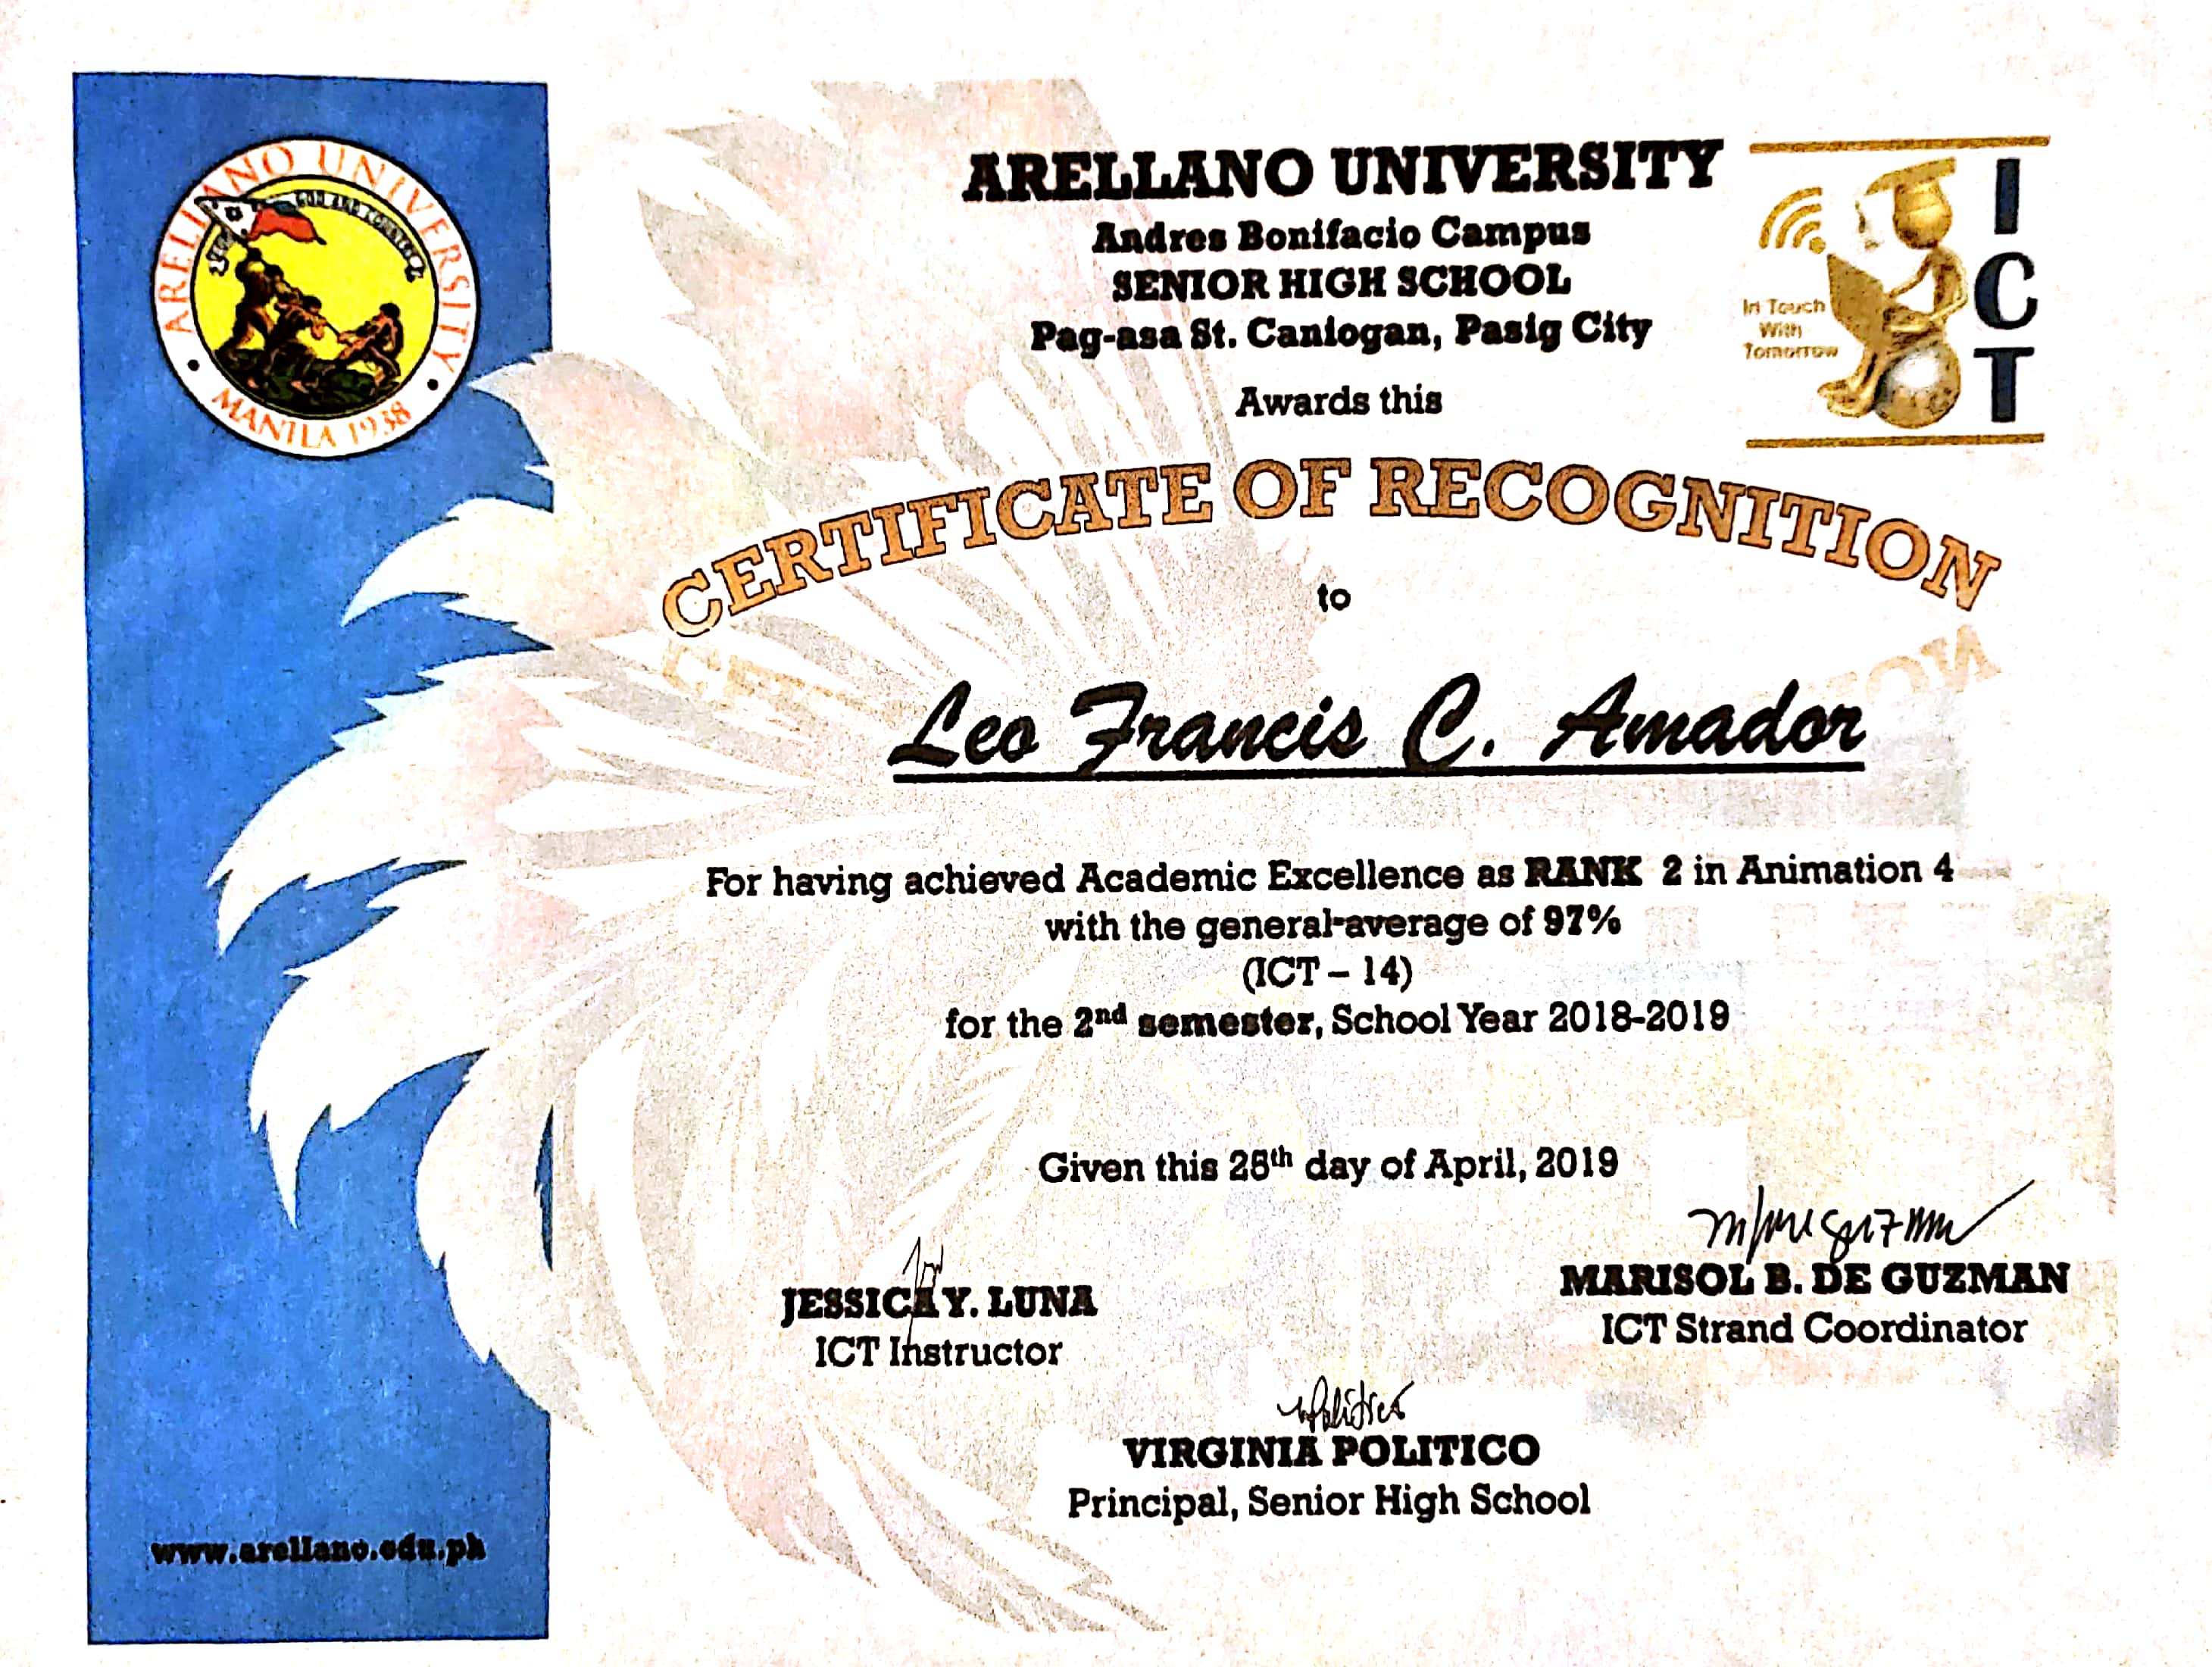 ARELLANO UNIVERSITY
MANILA 1938
ARELLANO UNIVERSITY
Andres Bonifacio Campus
SENIOR HIGH SCHOOL
Pag-asa St. Caniogan, Pasig City
ICT
In Touch
With
Tomorrow
Awards this
CERTIFICATE OF RECOGNITION
to
Leo Francis C. Amador
For having achieved Academic Excellence as RANK 2 in Animation 4
with the general average of 97%
(ICT – 14)
for the 2nd semester, School Year 2018-2019
Given this day of April, 2019
JESSICA Y. LUNA
ICT Instructor
MARISOL B. DE GUZMAN
ICT Strand Coordinator
VIRGINIA POLITICO
Principal, Senior High School
www.arellano.edu.ph